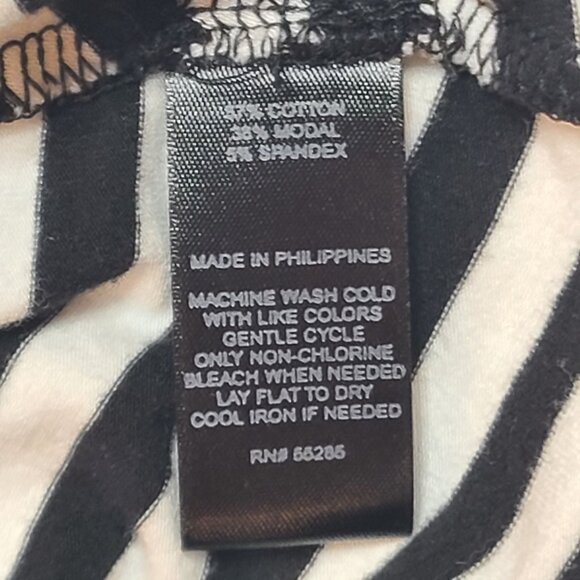 57% COTTON
38% MODAL
5% SPANDEX
MADE IN PHILIPPINES
MACHINE WASH COLD
WITH LIKE COLORS
GENTLE CYCLE
ONLY NON-CHLORINE
BLEACH WHEN NEEDED
LAY FLAT TO DRY
COOL IRON IF NEEDED
RN# 55285